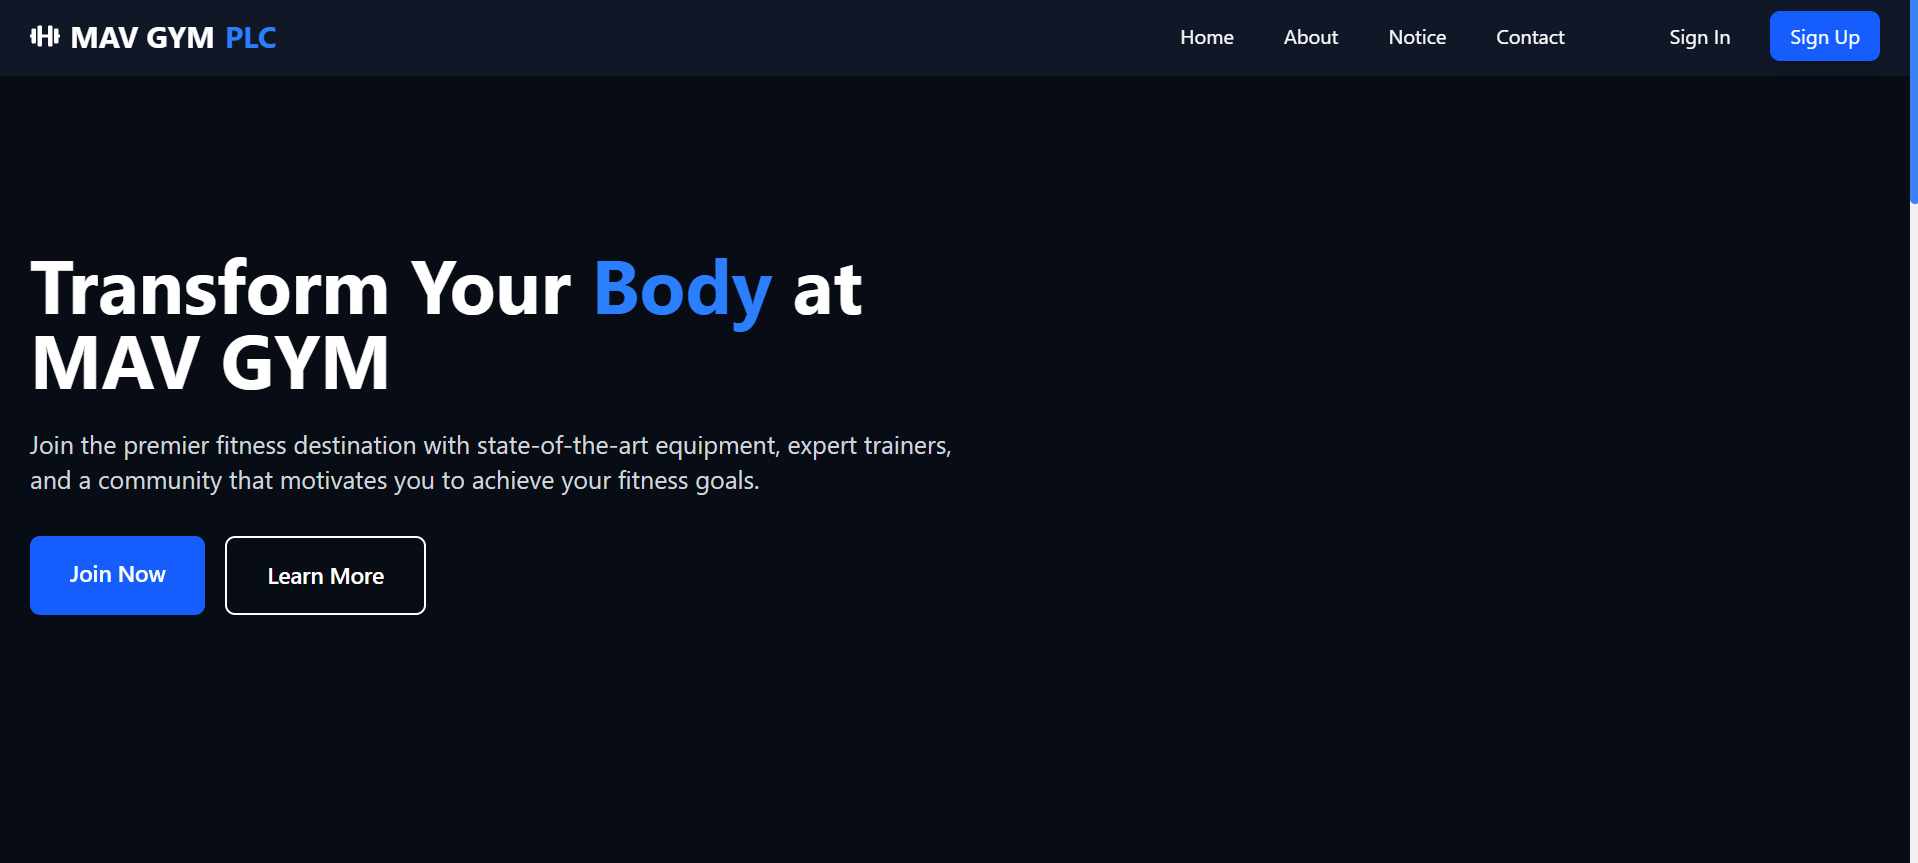 MAV GYM PLC
Home About Notice Contact Sign In Sign Up
Transform Your Body at
MAV GYM
Join the premier fitness destination with state-of-the-art equipment, expert trainers,
and a community that motivates you to achieve your fitness goals.
Join Now Learn More